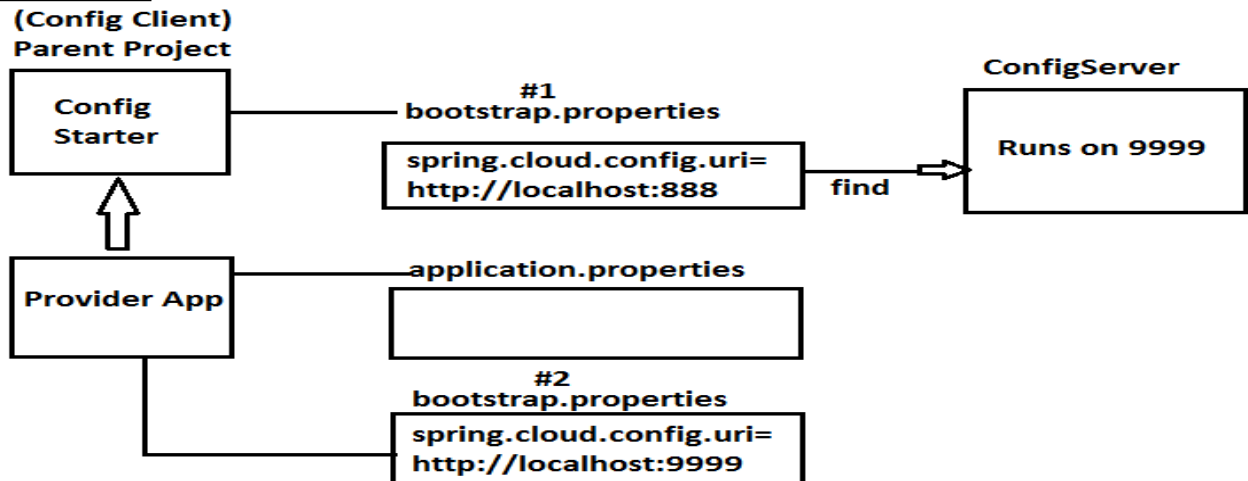 (Config Client)
Parent Project
Config
Starter
#1
bootstrap.properties
spring.cloud.config.uri=
http://localhost:888
find
ConfigServer
Runs on 9999
Provider App
application.properties
#2
bootstrap.properties
spring.cloud.config.uri=
http://localhost:9999